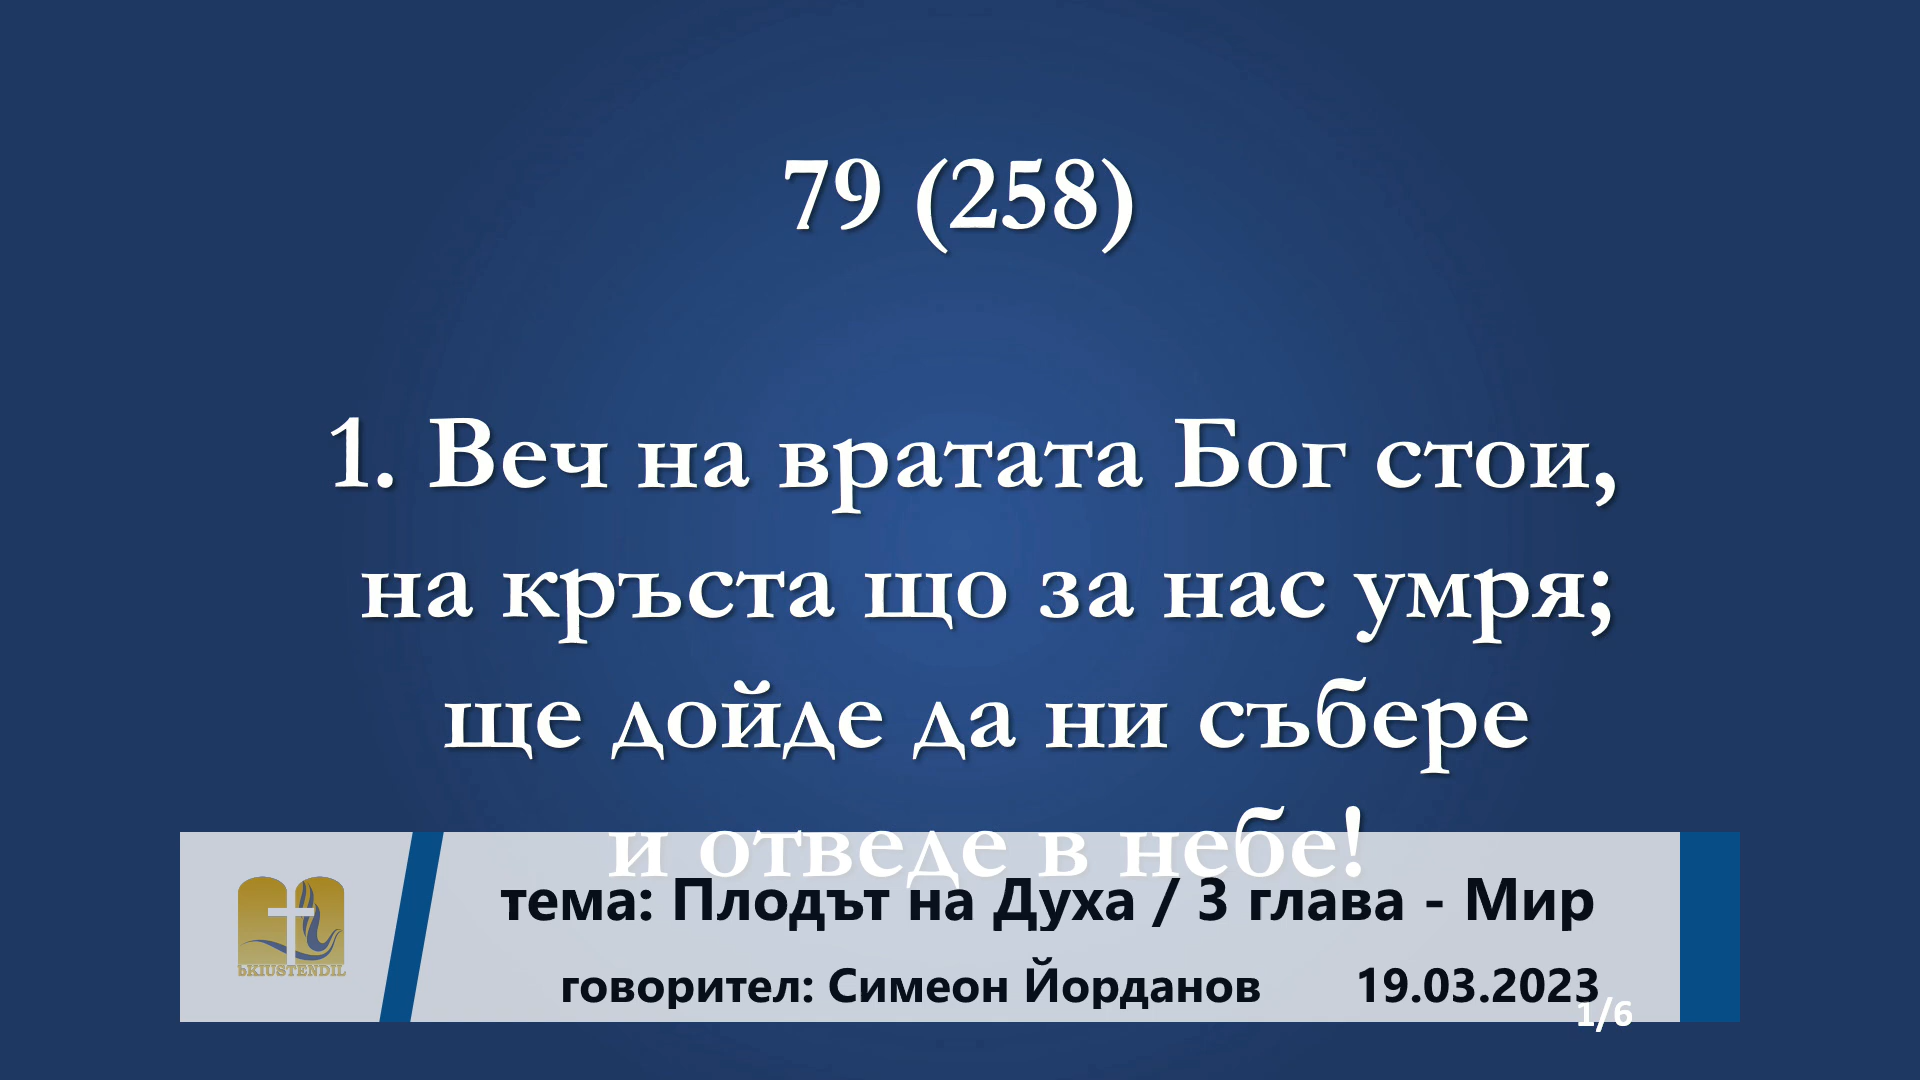 79 (258)
1. Веч на вратата Бог стои,
на кръста що за нас умря;
ще дойде да ни събере
и отведе в небе!
тема: Плодът на Духа / 3 глава - Мир
говорител: Симеон Йорданов 19.03.2023
1/6
bKIUSTENDIL